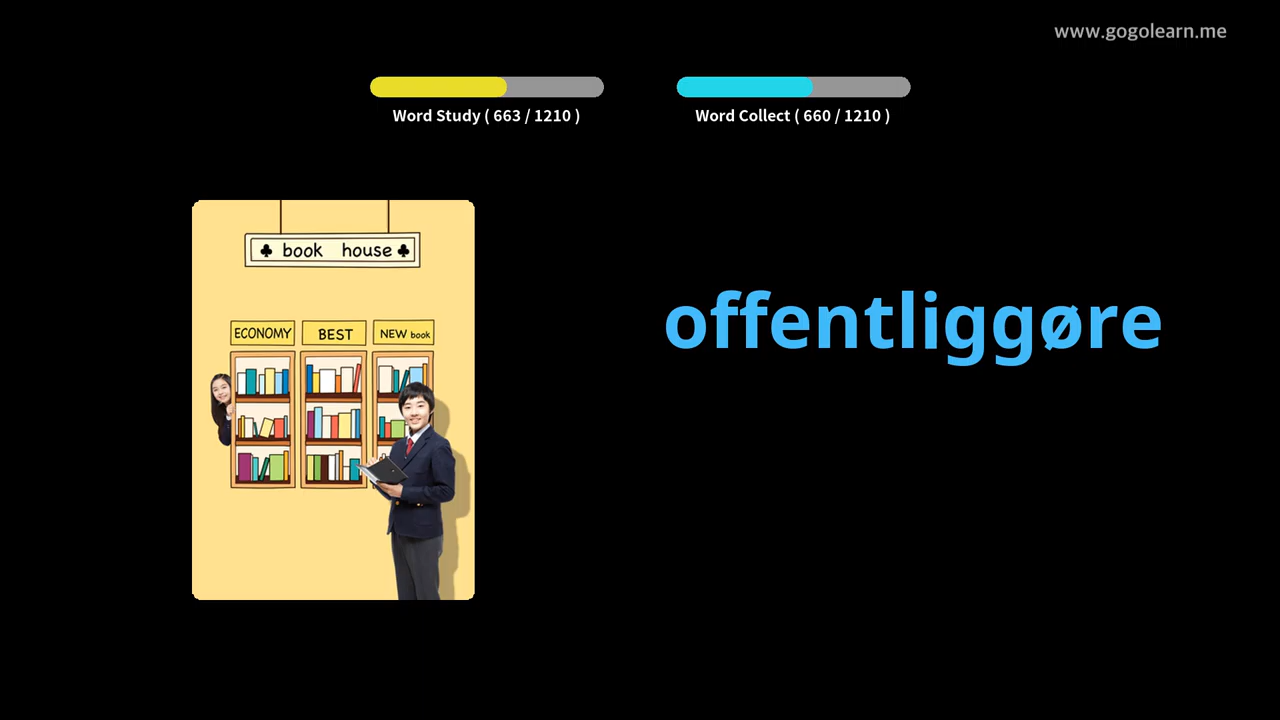 www.gogolearn.me
Word Study ( 663 / 1210 )
Word Collect ( 660 / 1210 )
♣ book house ♣
ECONOMY
BEST
NEW book
offentliggøre